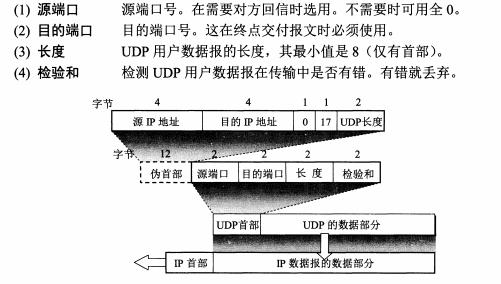 (1) 源端口 源端口号。在需要对方回信时选用。不需要时可用全 0。
(2) 目的端口 目的端口号。这在终点交付报文时必须使用。
(3) 长度 UDP 用户数据报的长度，其最小值是 8（仅有首部）。
(4) 检验和 检测 UDP 用户数据报在传输中是否有错。有错就丢弃。
字节 4 4 1 1 2
源 IP 地址 目的 IP 地址 0 17 UDP长度
字节 12 2 2 2 2
伪首部 源端口 目的端口 长 度 检验和
UDP首部 UDP 的数据部分
IP 首部 IP 数据报的数据部分